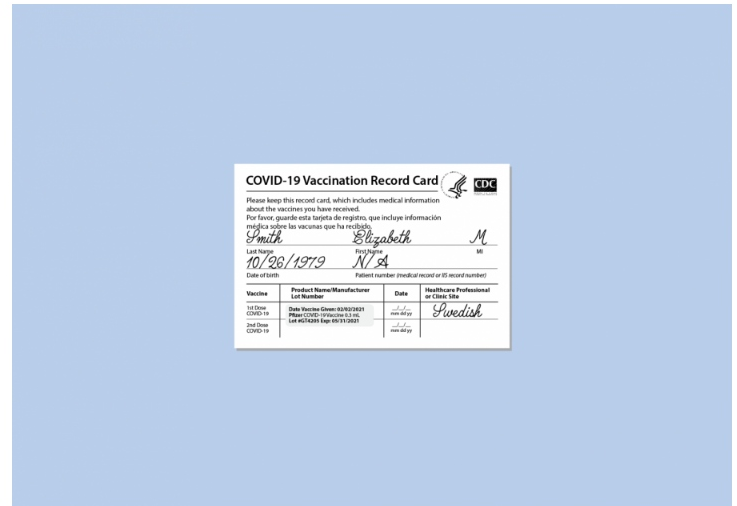 COVID-19 Vaccination Record Card
CDC
Please keep this record card, which includes medical information
about the vaccines you have received.
Por favor, guarde esta tarjeta de registro, que incluye información
médica sobre las vacunas que ha recibido.
Smith Elizabeth M
Last Name First Name MI
10/26/1979 N/A
Date of birth Patient number (medical record or IIS record number)
Vaccine Product Name/Manufacturer Lot Number Date Healthcare Professional or Clinic Site
1st Dose COVID-19 Date Vaccine Given: 02/02/2021 __/__/__ mm dd yy Swedish
Pfizer COVID-19 Vaccine 0.3 mL
Lot #GT4205 Exp: 05/31/2021
2nd Dose COVID-19 __/__/__ mm dd yy